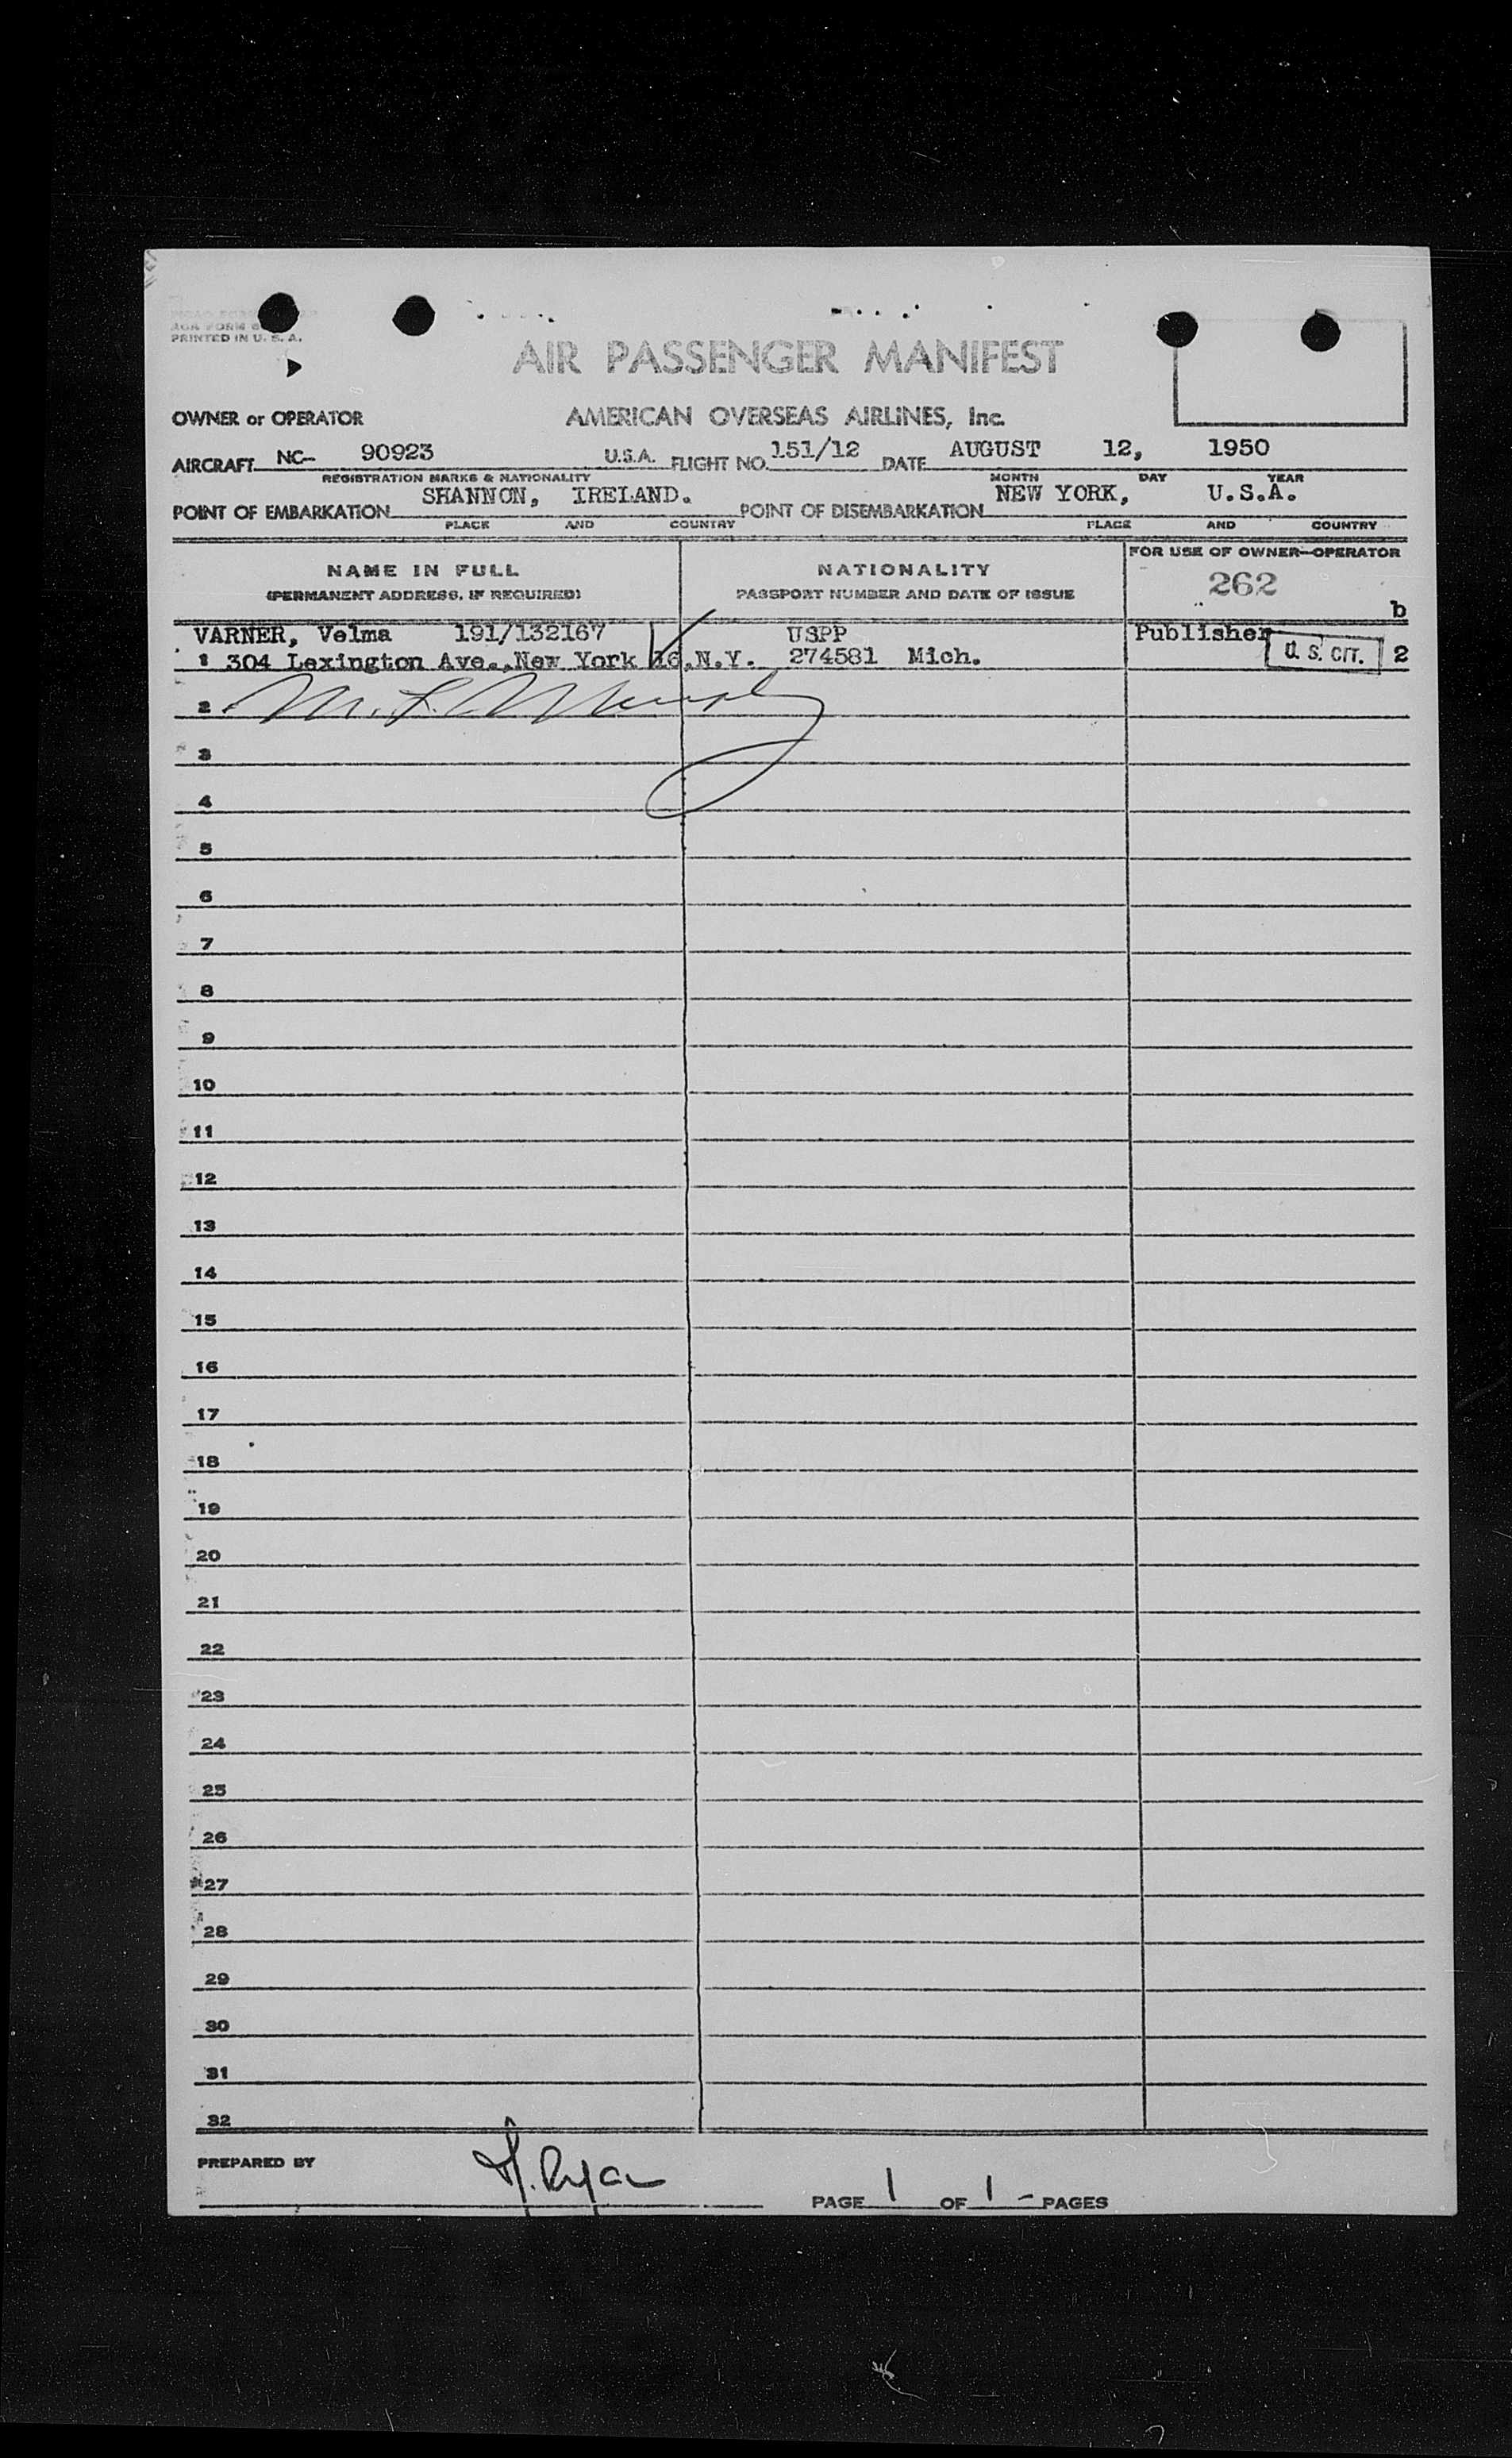 AOA FORM
PRINTED IN U. S. A.
AIR PASSENGER MANIFEST
OWNER or OPERATOR AMERICAN OVERSEAS AIRLINES, Inc.
AIRCRAFT NC- 90923 U.S.A. FLIGHT NO. 151/12 DATE AUGUST 12, 1950
REGISTRATION MARKS & NATIONALITY MONTH DAY YEAR
POINT OF EMBARKATION SHANNON, IRELAND. POINT OF DISEMBARKATION NEW YORK, U.S.A.
PLACE AND COUNTRY PLACE AND COUNTRY
NAME IN FULL NATIONALITY FOR USE OF OWNER-OPERATOR
(PERMANENT ADDRESS, IF REQUIRED) PASSPORT NUMBER AND DATE OF ISSUE 262
b
VARNER, Velma 191/132167 USPP Publisher
1 304 Lexington Ave.,New York 16,N.Y. 274581 Mich. U. S. CIT. 2
2 M. L. Murphy
3
4
5
6
7
8
9
10
11
12
13
14
15
16
17
18
19
20
21
22
23
24
25
26
27
28
29
30
31
32
PREPARED BY Ryan
PAGE 1 OF 1 - PAGES